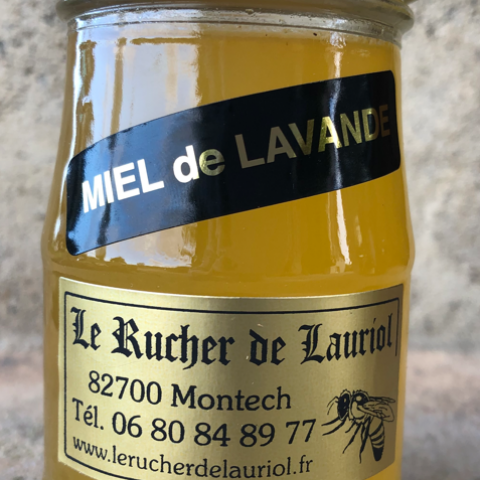 MIEL de LAVANDE
Le Rucher de Lauriol
82700 Montech
Tél. 06 80 84 89 77
www.lerucherdelauriol.fr